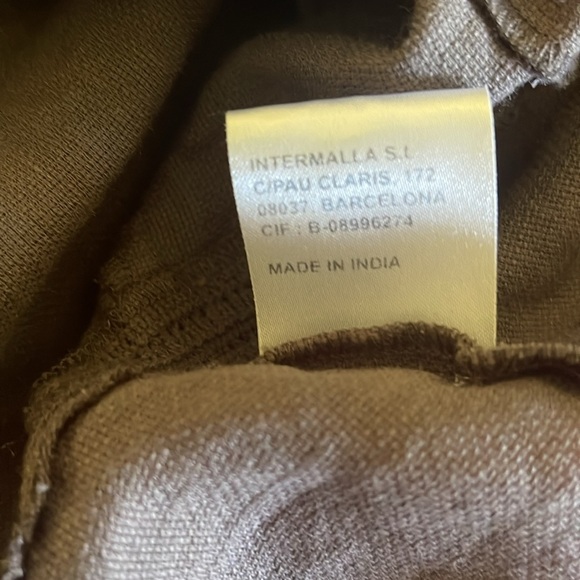 INTERMALLA S.L
C/PAU CLARIS, 172
08037 BARCELONA
CIF : B-08996274
MADE IN INDIA